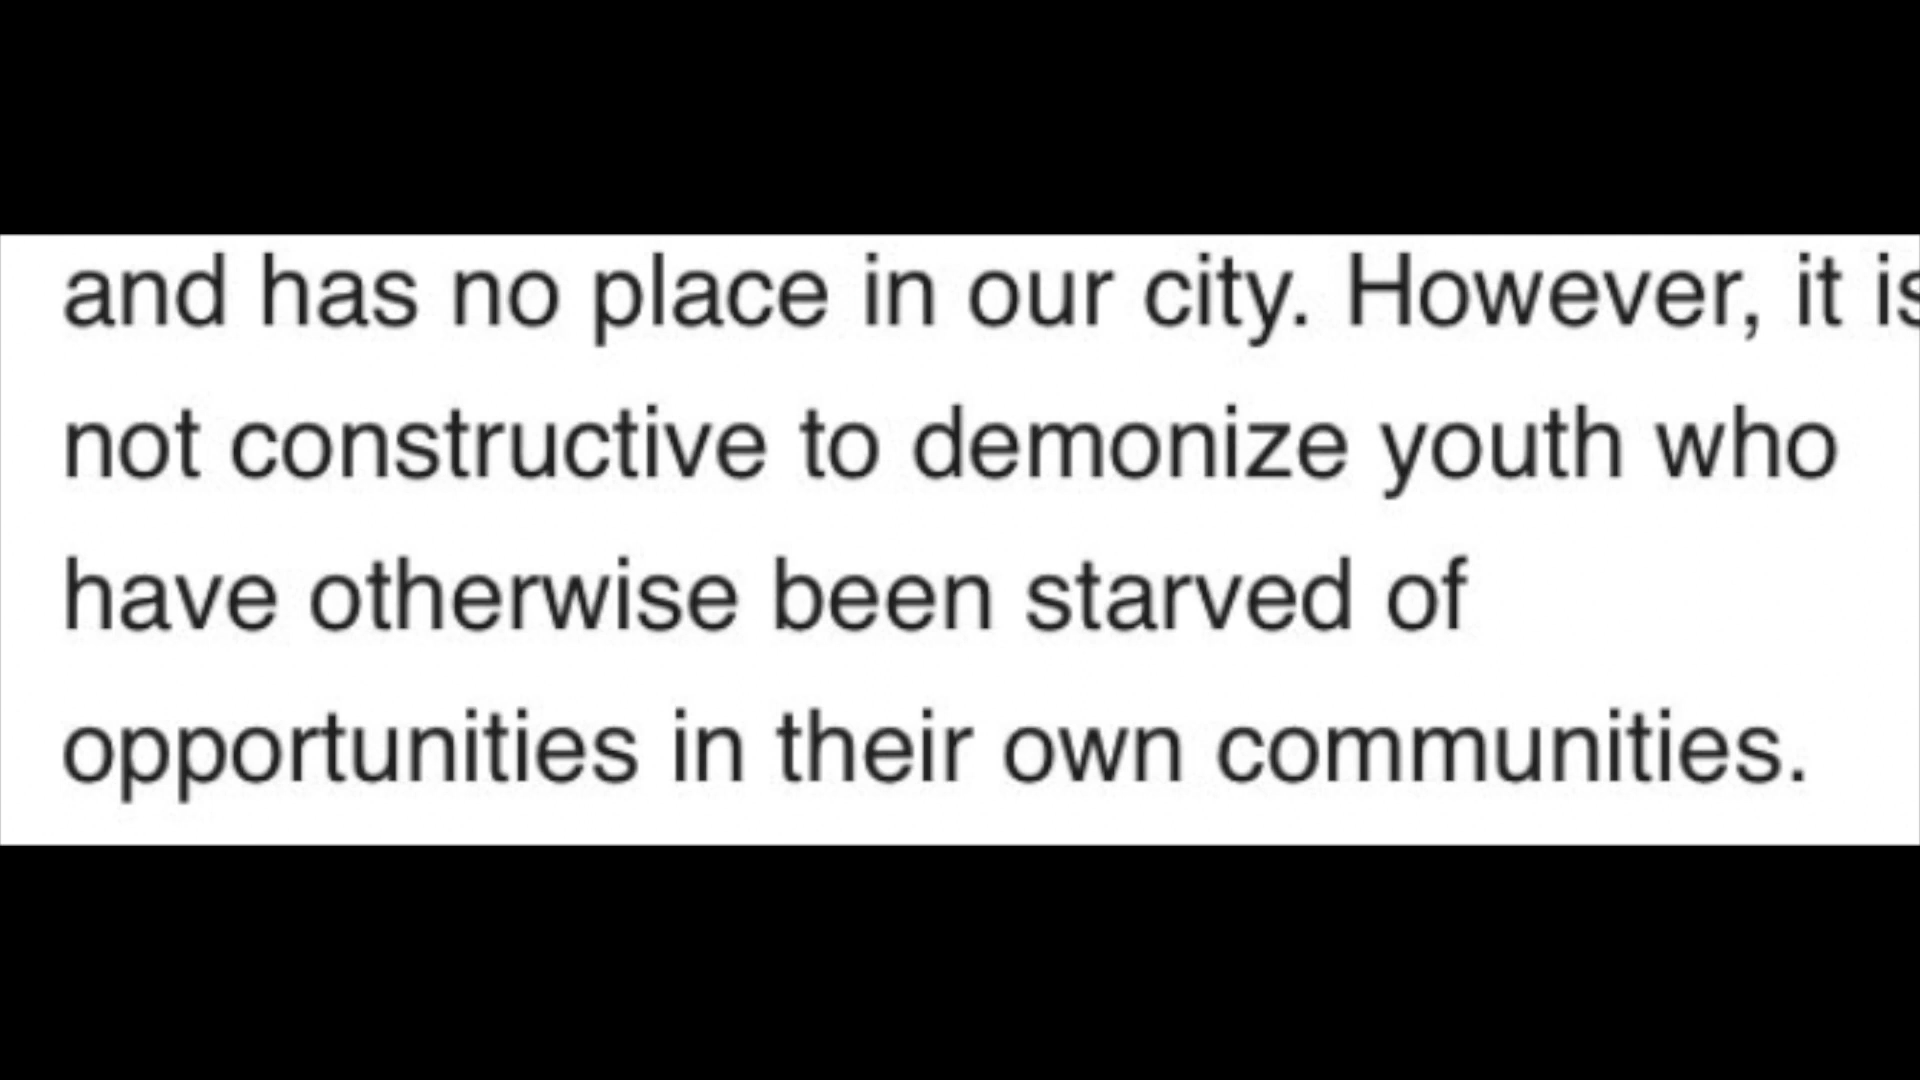 and has no place in our city. However, it is
not constructive to demonize youth who
have otherwise been starved of
opportunities in their own communities.